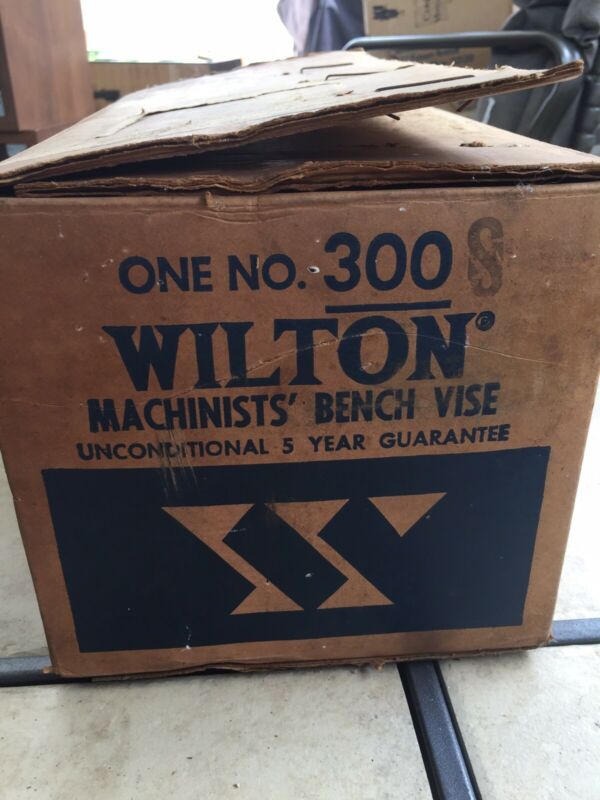 ONE NO. 300 S
WILTON®
MACHINISTS' BENCH VISE
UNCONDITIONAL 5 YEAR GUARANTEE